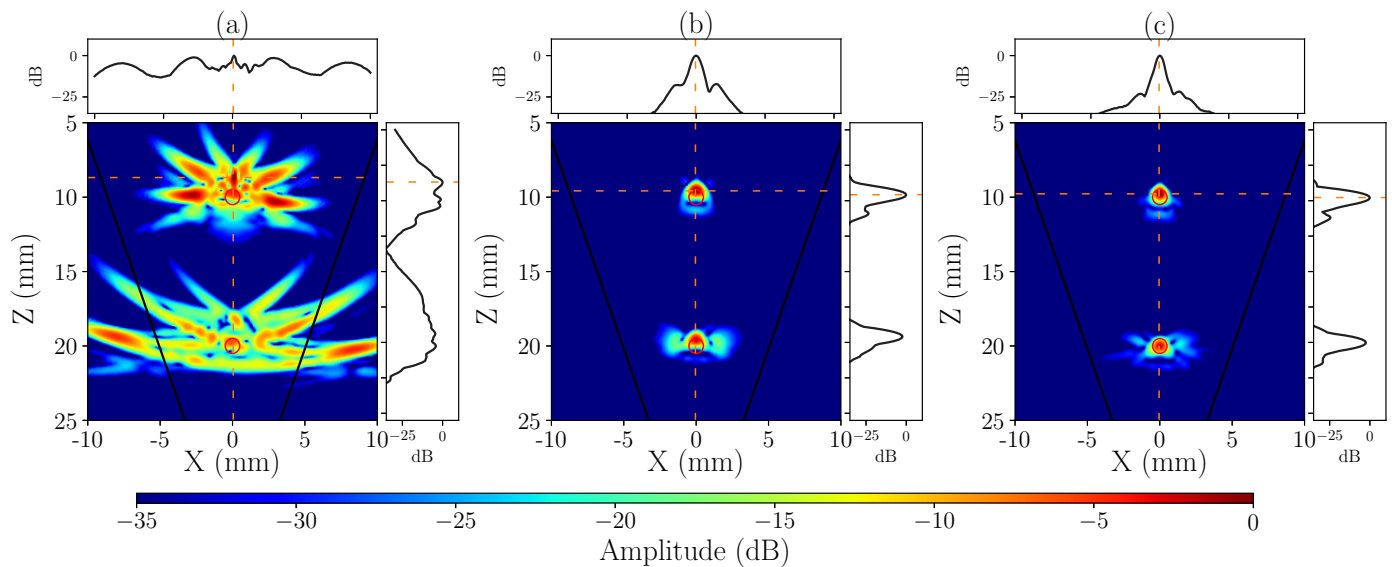 (a) (b) (c)
dB 0 −25 dB 0 −25 dB 0 −25
5 5 5
10 10 10
15 15 15
20 20 20
25 25 25
Z (mm) Z (mm) Z (mm)
-10 -5 0 5 10 -10 -5 0 5 10 -10 -5 0 5 10
−25 0 −25 0 −25 0
dB dB dB
X (mm) X (mm) X (mm)
−35 −30 −25 −20 −15 −10 −5 0
Amplitude (dB)